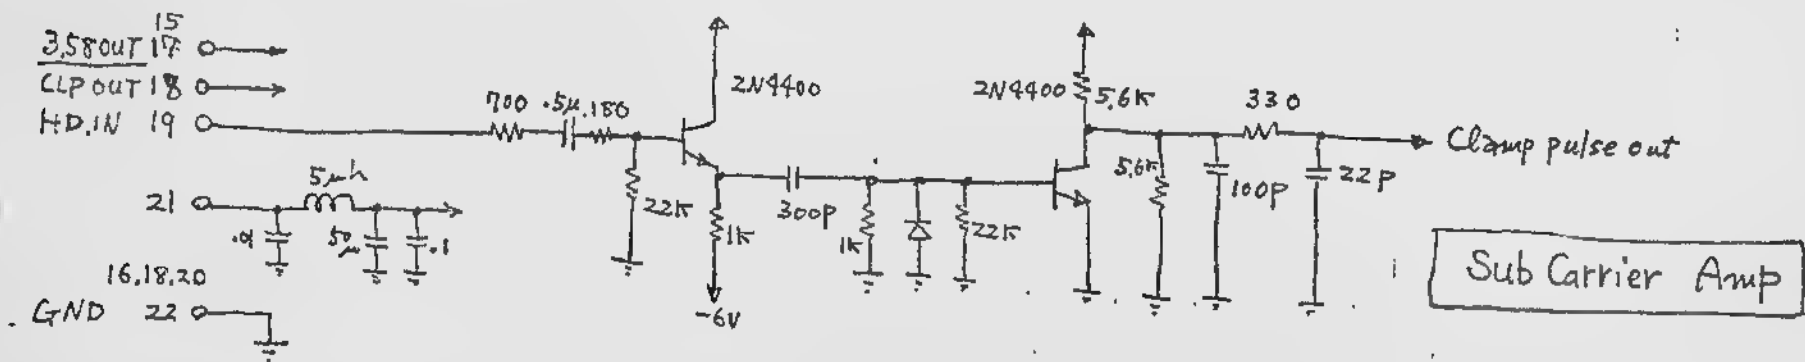 15
3.58OUT 17
CLP OUT 18
HD.IN 19
700 .5μ 180
2N4400
2N4400
5.6K
330
Clamp pulse out
22K
1K
-6V
300P
1K
22K
5.6K
100P
22P
5μh
21
50μ
.1
16.18.20
GND 22
Sub Carrier Amp